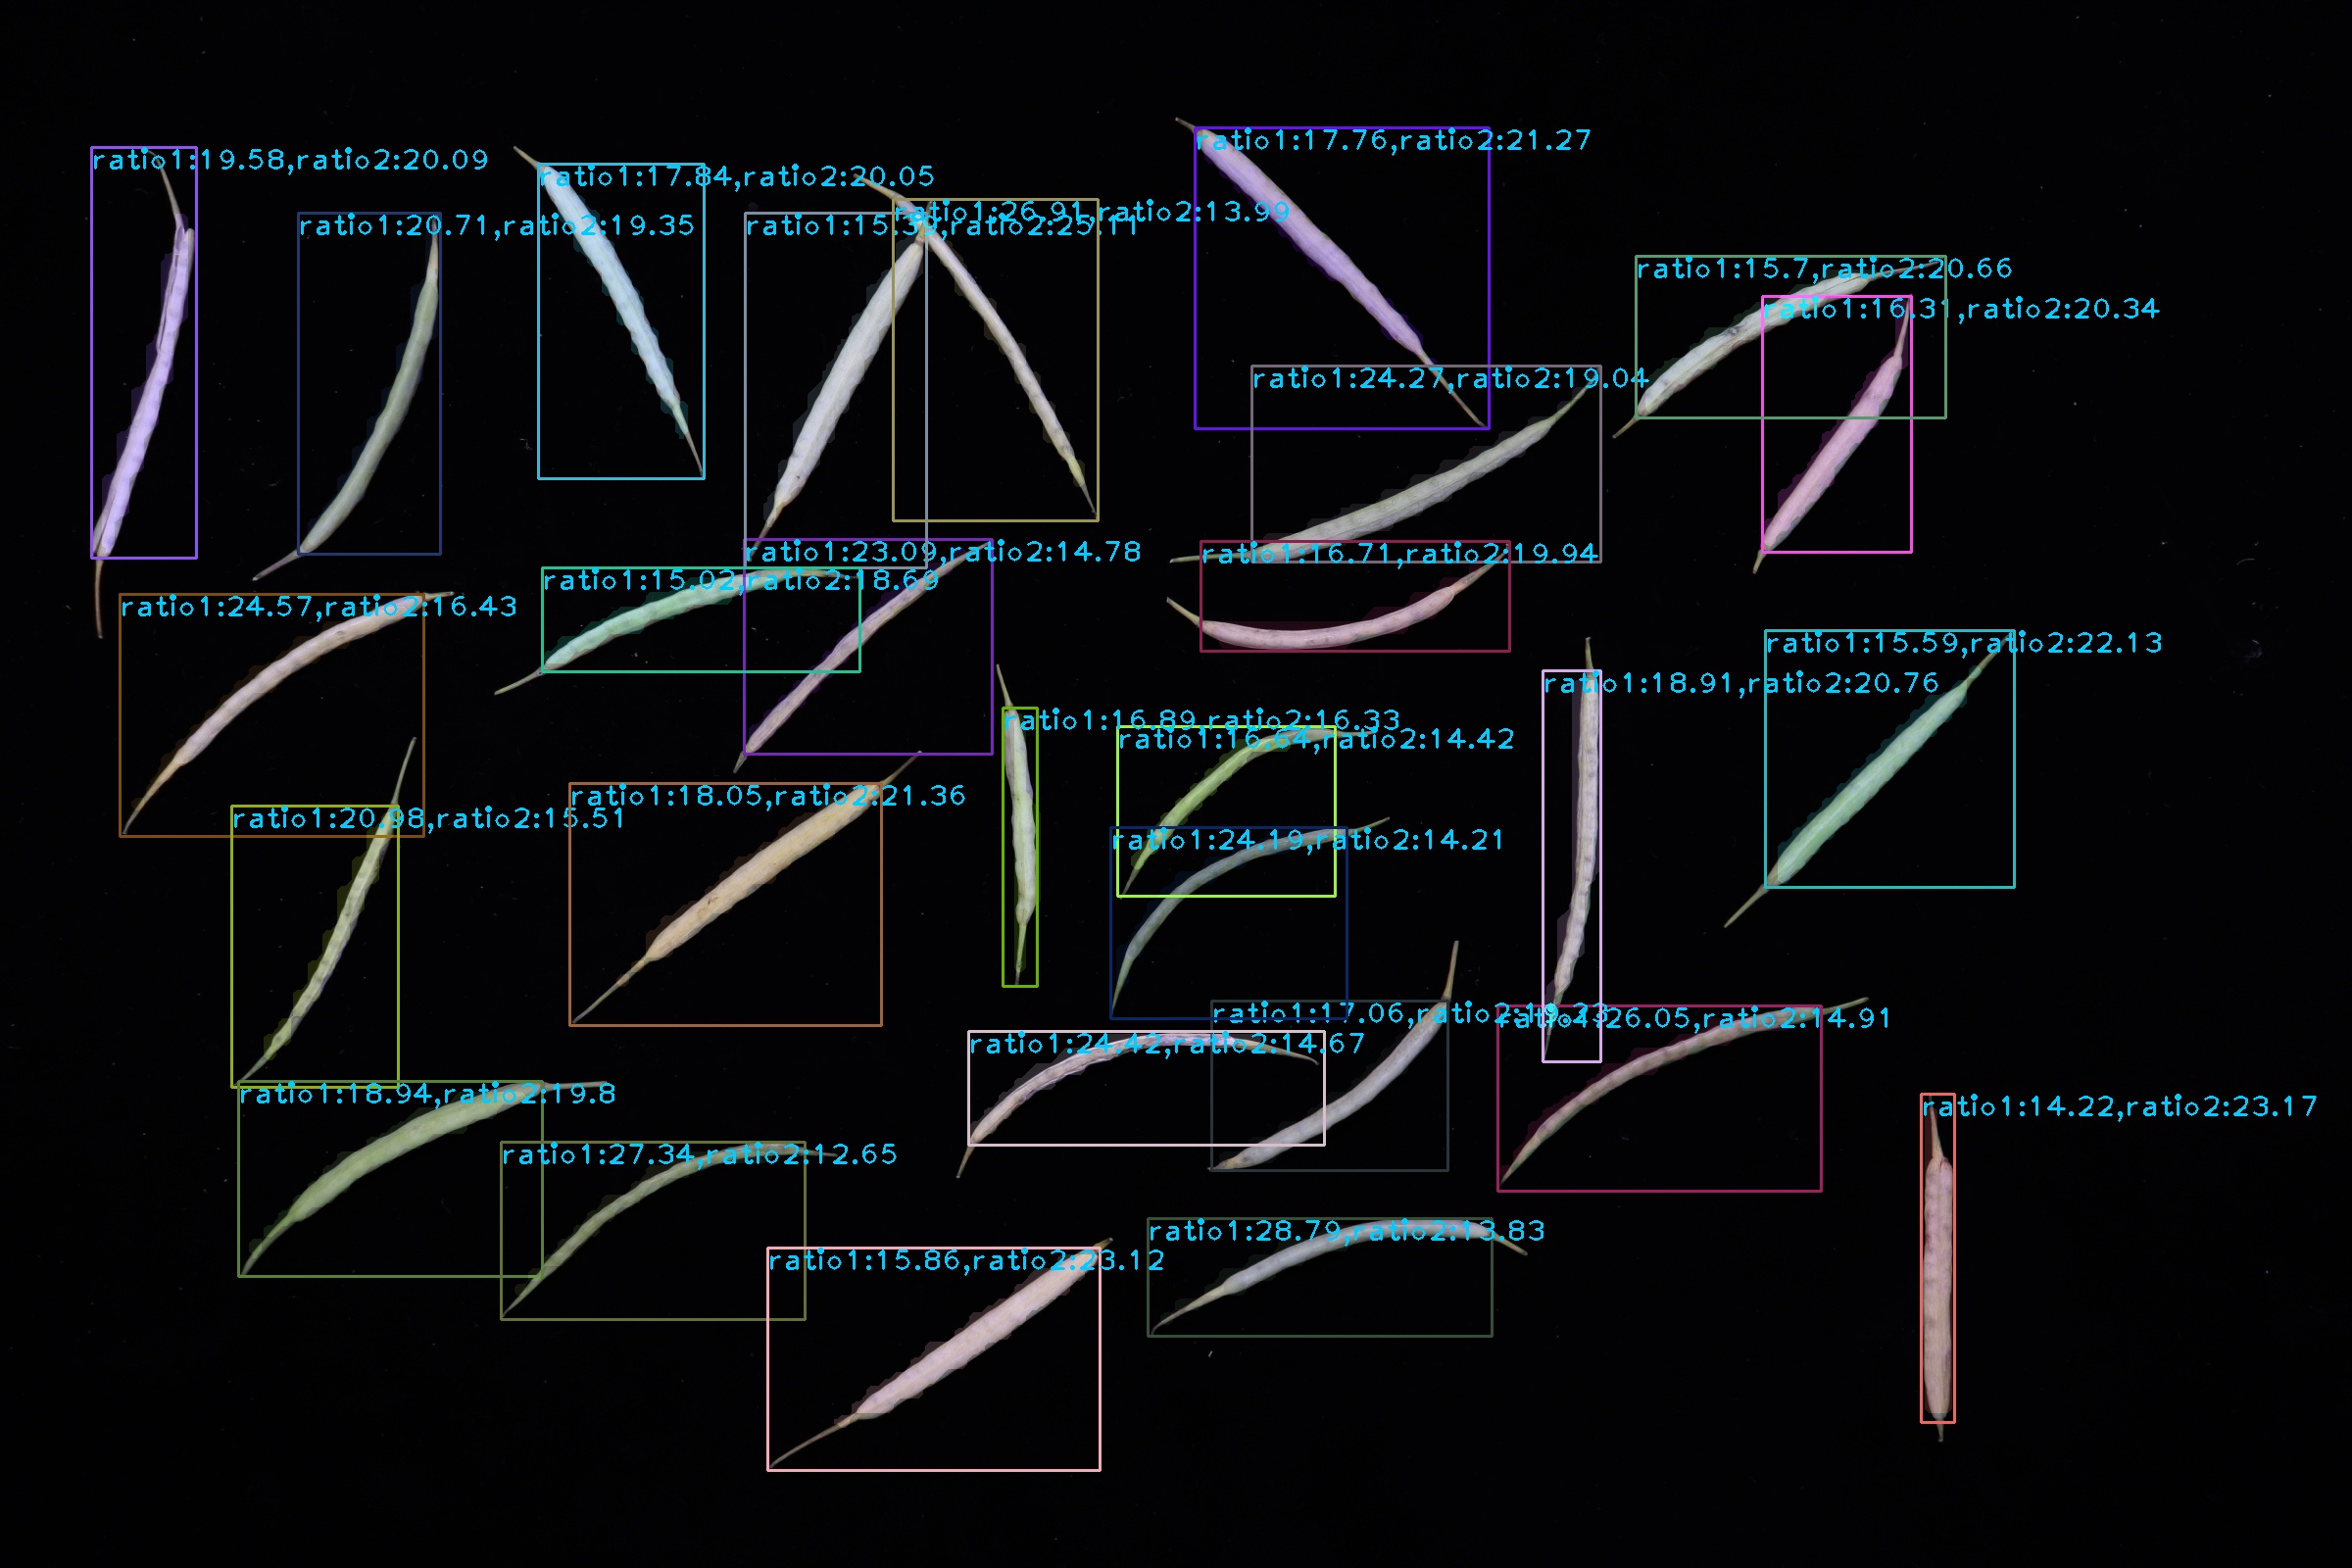 ratio1:17.76,ratio2:21.27
ratio1:19.58,ratio2:20.09
ratio1:17.84,ratio2:20.05
ratio1:26.91,ratio2:13.99
ratio1:20.71,ratio2:19.35
ratio1:15.39,ratio2:25.11
ratio1:15.7,ratio2:20.66
ratio1:16.31,ratio2:20.34
ratio1:24.27,ratio2:19.04
ratio1:23.09,ratio2:14.78
ratio1:16.71,ratio2:19.94
ratio1:15.02,ratio2:18.69
ratio1:24.57,ratio2:16.43
ratio1:15.59,ratio2:22.13
ratio1:18.91,ratio2:20.76
ratio1:16.89,ratio2:16.33
ratio1:16.64,ratio2:14.42
ratio1:18.05,ratio2:21.36
ratio1:20.98,ratio2:15.51
ratio1:24.19,ratio2:14.21
ratio1:17.06,
ratio1:26.05,ratio2:14.91
ratio1:24.42,ratio2:14.67
ratio1:18.94,ratio2:19.8
ratio1:14.22,ratio2:23.17
ratio1:27.34,ratio2:12.65
ratio1:28.79,ratio2:13.83
ratio1:15.86,ratio2:23.12